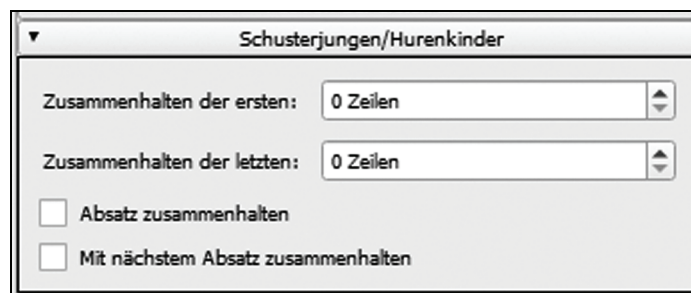 Schusterjungen/Hurenkinder
Zusammenhalten der ersten: 0 Zeilen
Zusammenhalten der letzten: 0 Zeilen
Absatz zusammenhalten
Mit nächstem Absatz zusammenhalten